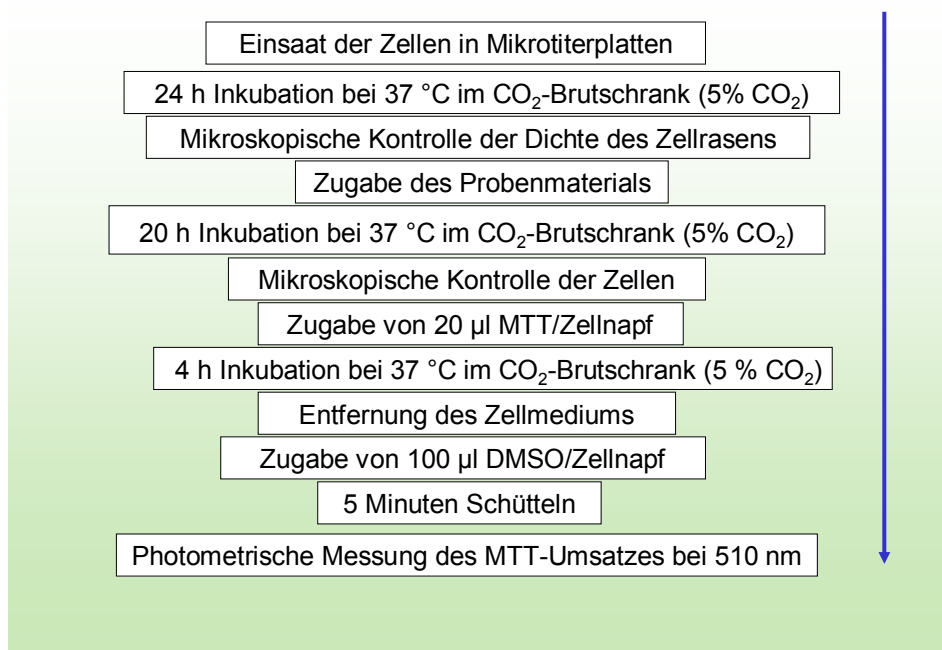 Einsaat der Zellen in Mikrotiterplatten
24 h Inkubation bei 37 °C im CO₂-Brutschrank (5% CO₂)
Mikroskopische Kontrolle der Dichte des Zellrasens
Zugabe des Probenmaterials
20 h Inkubation bei 37 °C im CO₂-Brutschrank (5% CO₂)
Mikroskopische Kontrolle der Zellen
Zugabe von 20 µl MTT/Zellnapf
4 h Inkubation bei 37 °C im CO₂-Brutschrank (5 % CO₂)
Entfernung des Zellmediums
Zugabe von 100 µl DMSO/Zellnapf
5 Minuten Schütteln
Photometrische Messung des MTT-Umsatzes bei 510 nm